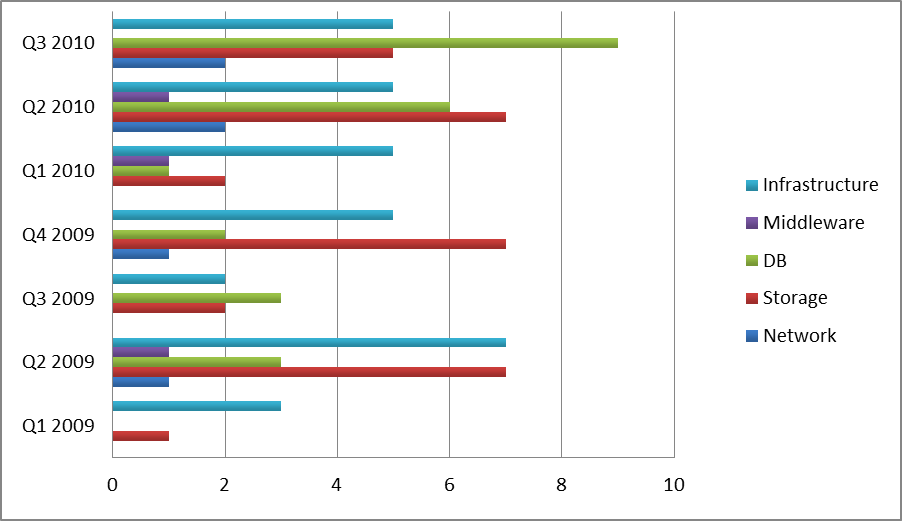 Q3 2010
Q2 2010
Q1 2010
Q4 2009
Q3 2009
Q2 2009
Q1 2009
0 2 4 6 8 10
Infrastructure
Middleware
DB
Storage
Network